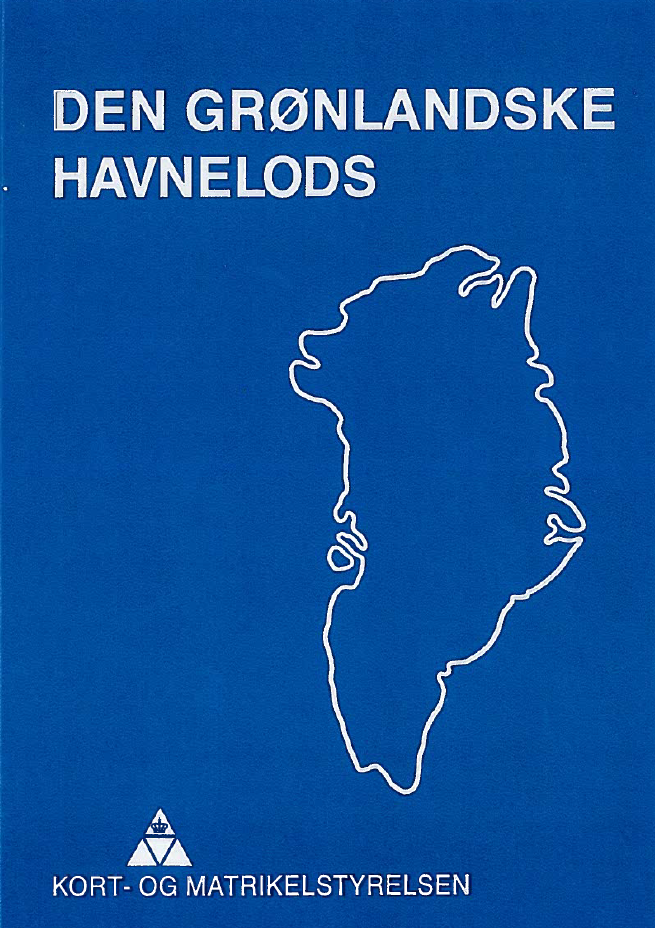 DEN GRØNLANDSKE
HAVNELODS
KORT- OG MATRIKELSTYRELSEN